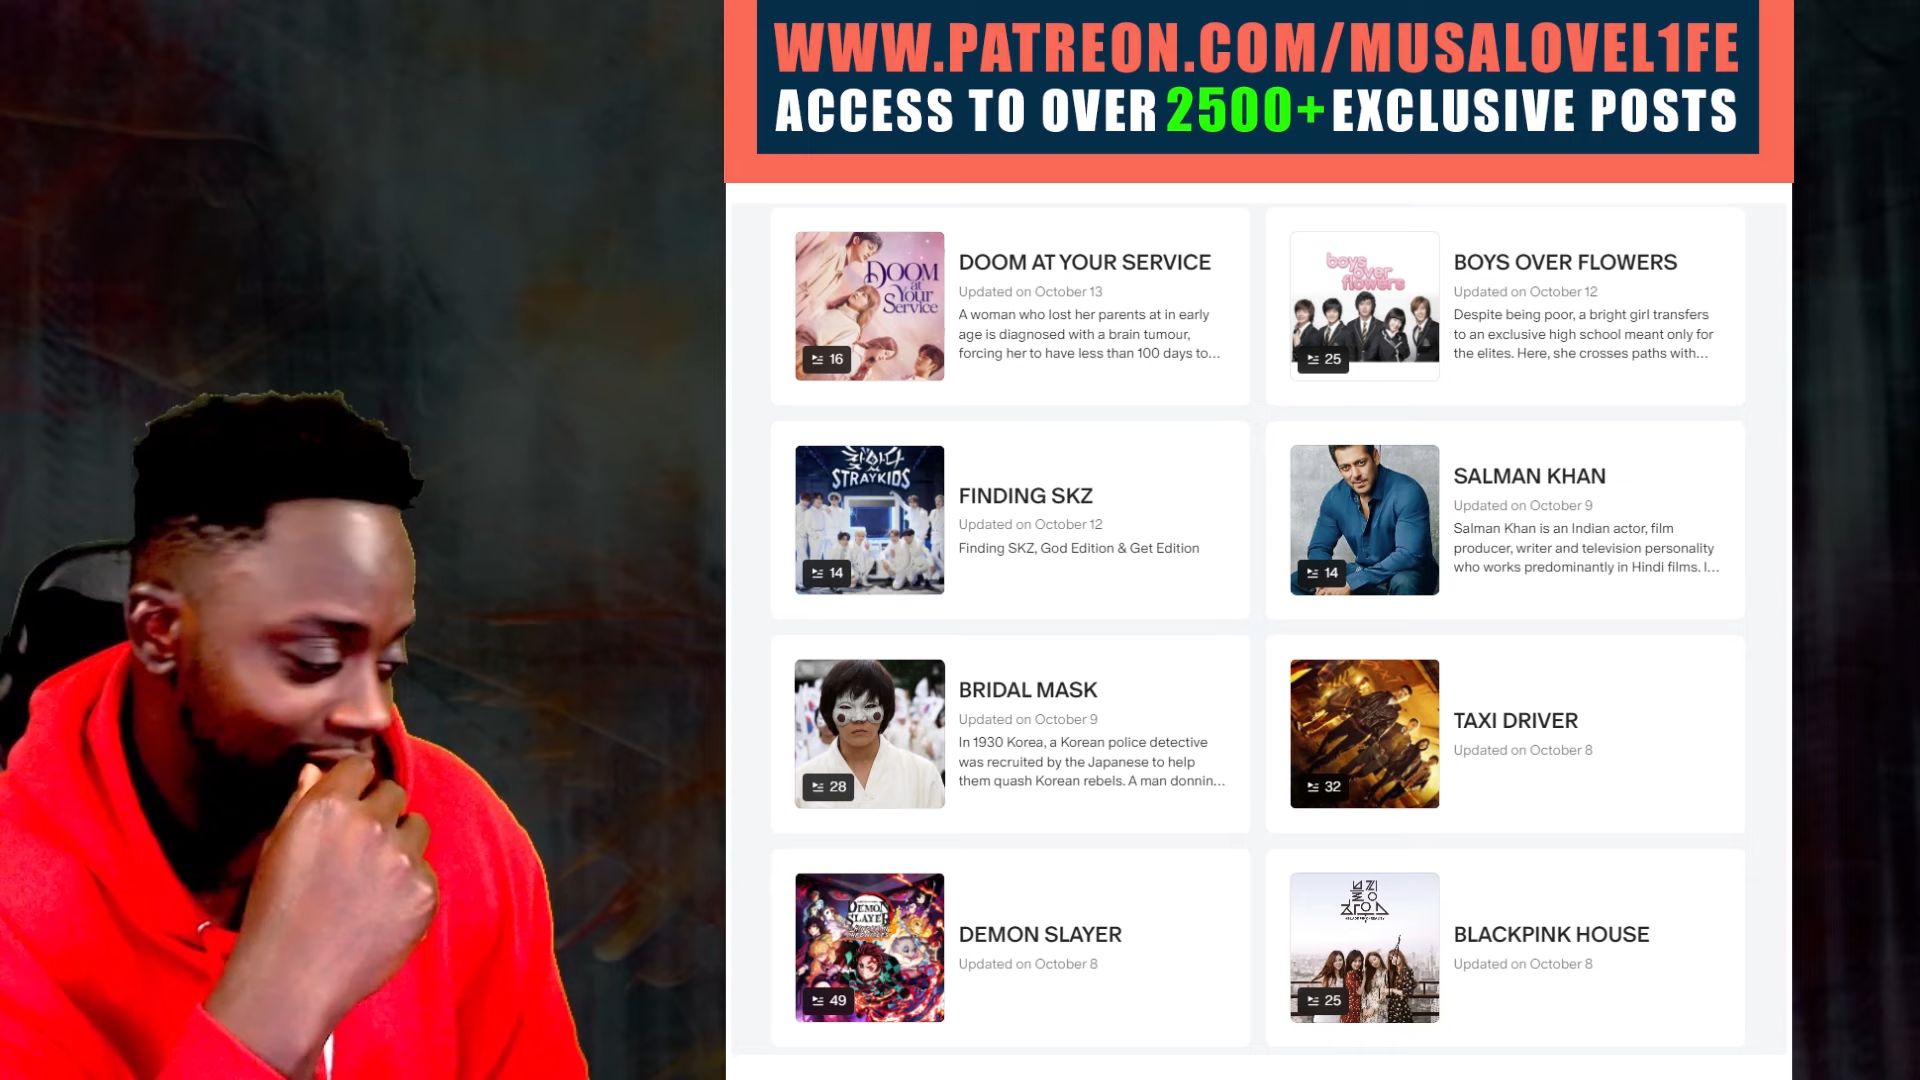 WWW.PATREON.COM/MUSALOVEL1FE
ACCESS TO OVER 2500+ EXCLUSIVE POSTS
DOOM
at
Your
Service
16
DOOM AT YOUR SERVICE
Updated on October 13
A woman who lost her parents at in early
age is diagnosed with a brain tumour,
forcing her to have less than 100 days to...
boys
over
flowers
25
BOYS OVER FLOWERS
Updated on October 12
Despite being poor, a bright girl transfers
to an exclusive high school meant only for
the elites. Here, she crosses paths with...
찾았다
STRAYKIDS
14
FINDING SKZ
Updated on October 12
Finding SKZ, God Edition & Get Edition
14
SALMAN KHAN
Updated on October 9
Salman Khan is an Indian actor, film
producer, writer and television personality
who works predominantly in Hindi films. I...
28
BRIDAL MASK
Updated on October 9
In 1930 Korea, a Korean police detective
was recruited by the Japanese to help
them quash Korean rebels. A man donnin...
32
TAXI DRIVER
Updated on October 8
DEMON
SLAYER
49
DEMON SLAYER
Updated on October 8
25
BLACKPINK HOUSE
Updated on October 8